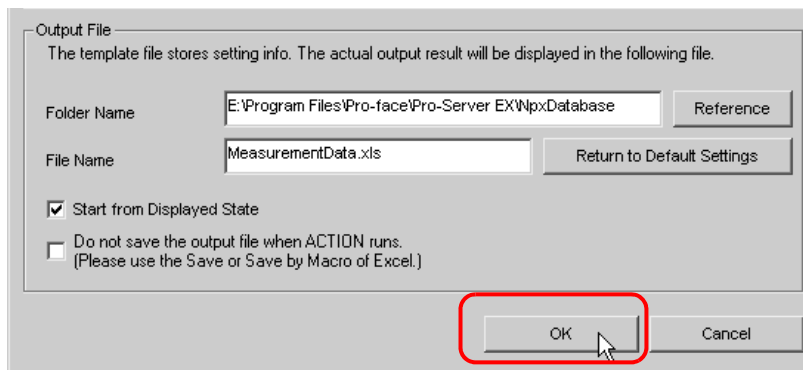 Output File
The template file stores setting info. The actual output result will be displayed in the following file.
Folder Name
E:\Program Files\Pro-face\Pro-Server EX\NpxDatabase
Reference
File Name
MeasurementData.xls
Return to Default Settings
Start from Displayed State
Do not save the output file when ACTION runs.
(Please use the Save or Save by Macro of Excel.)
OK
Cancel